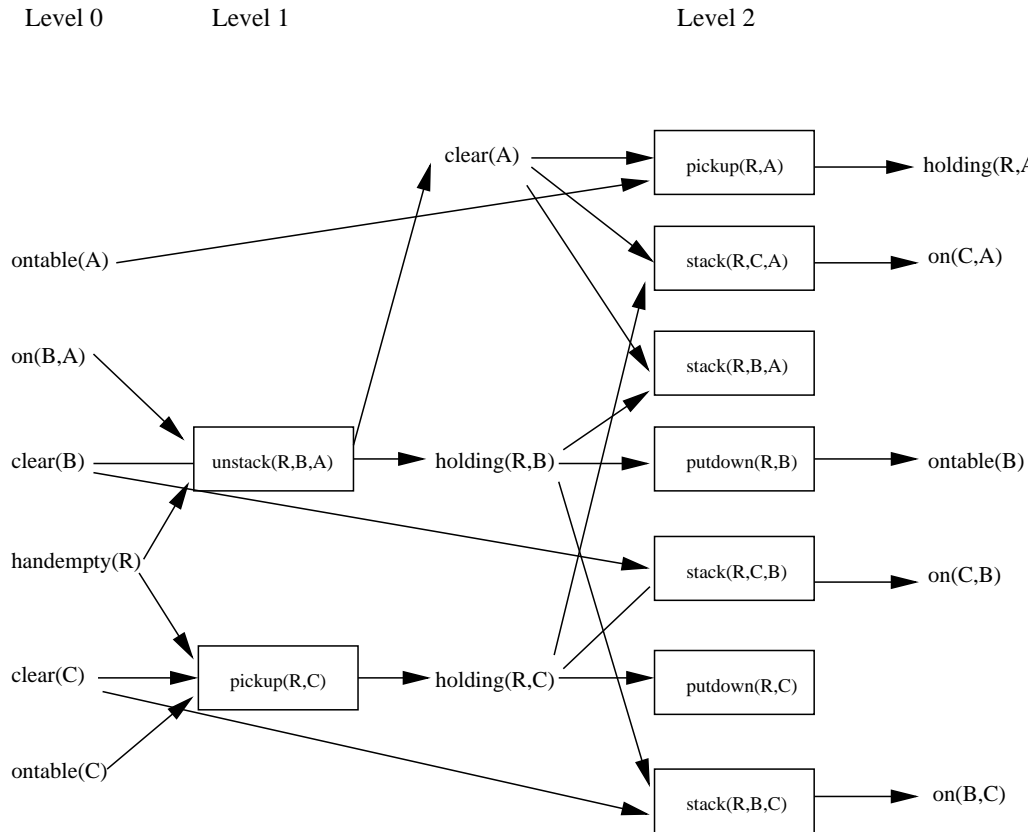 Level 0 Level 1 Level 2
clear(A)
pickup(R,A)
holding(R,A
ontable(A)
stack(R,C,A)
on(C,A)
on(B,A)
stack(R,B,A)
clear(B)
unstack(R,B,A)
holding(R,B)
putdown(R,B)
ontable(B)
handempty(R)
stack(R,C,B)
on(C,B)
clear(C)
pickup(R,C)
holding(R,C)
putdown(R,C)
ontable(C)
stack(R,B,C)
on(B,C)